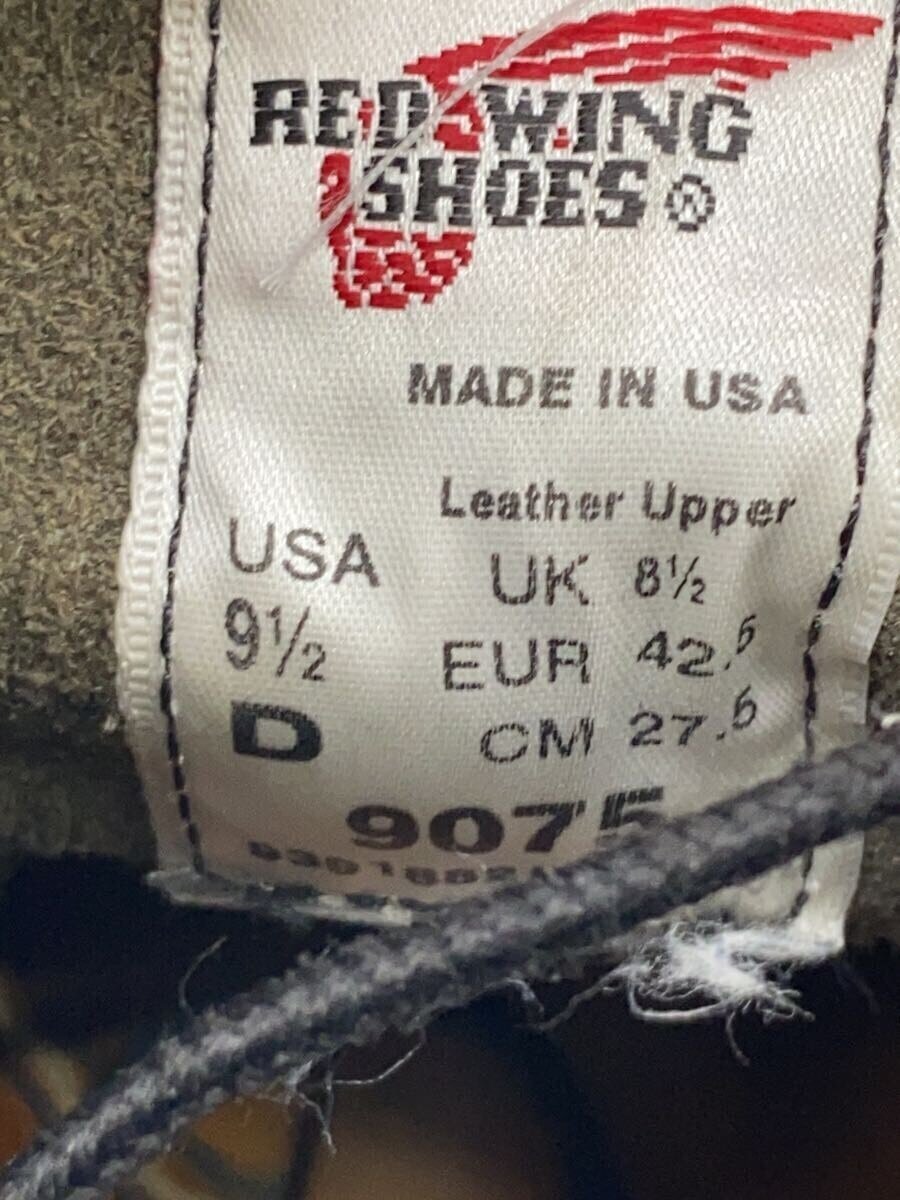 RED WING
SHOES ®
MADE IN USA
Leather Upper
USA UK 8½
9½ EUR 42.5
D CM 27.5
9075